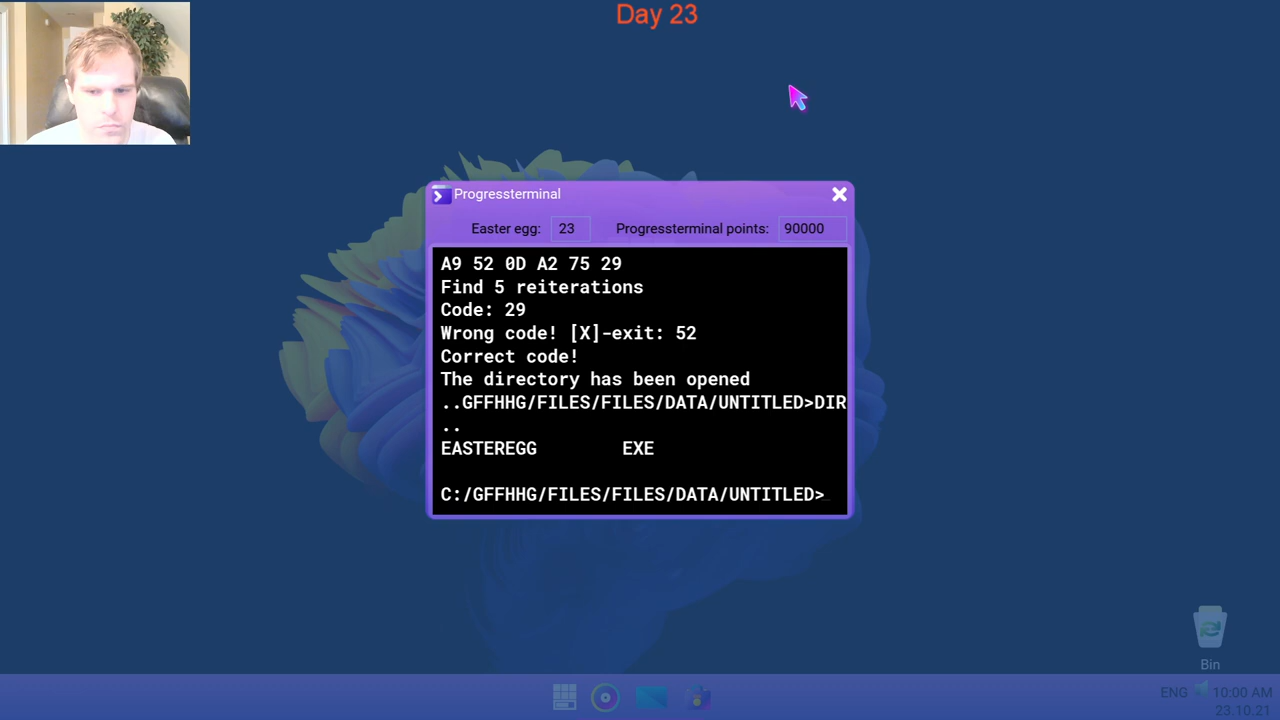 Day 23
Progressterminal
Easter egg: 23 Progressterminal points: 90000
A9 52 0D A2 75 29
Find 5 reiterations
Code: 29
Wrong code! [X]-exit: 52
Correct code!
The directory has been opened
..GFFHHG/FILES/FILES/DATA/UNTITLED>DIR
..
EASTEREGG EXE
C:/GFFHHG/FILES/FILES/DATA/UNTITLED>_
Bin
ENG 10:00 AM
23.10.21